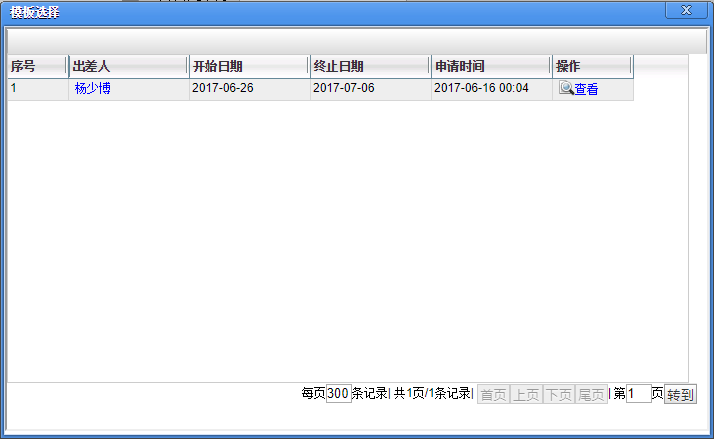 模板选择
序号 出差人 开始日期 终止日期 申请时间 操作
1 杨少博 2017-06-26 2017-07-06 2017-06-16 00:04 查看
每页300条记录| 共1页/1条记录| 首页 上页 下页 尾页 | 第1页 转到